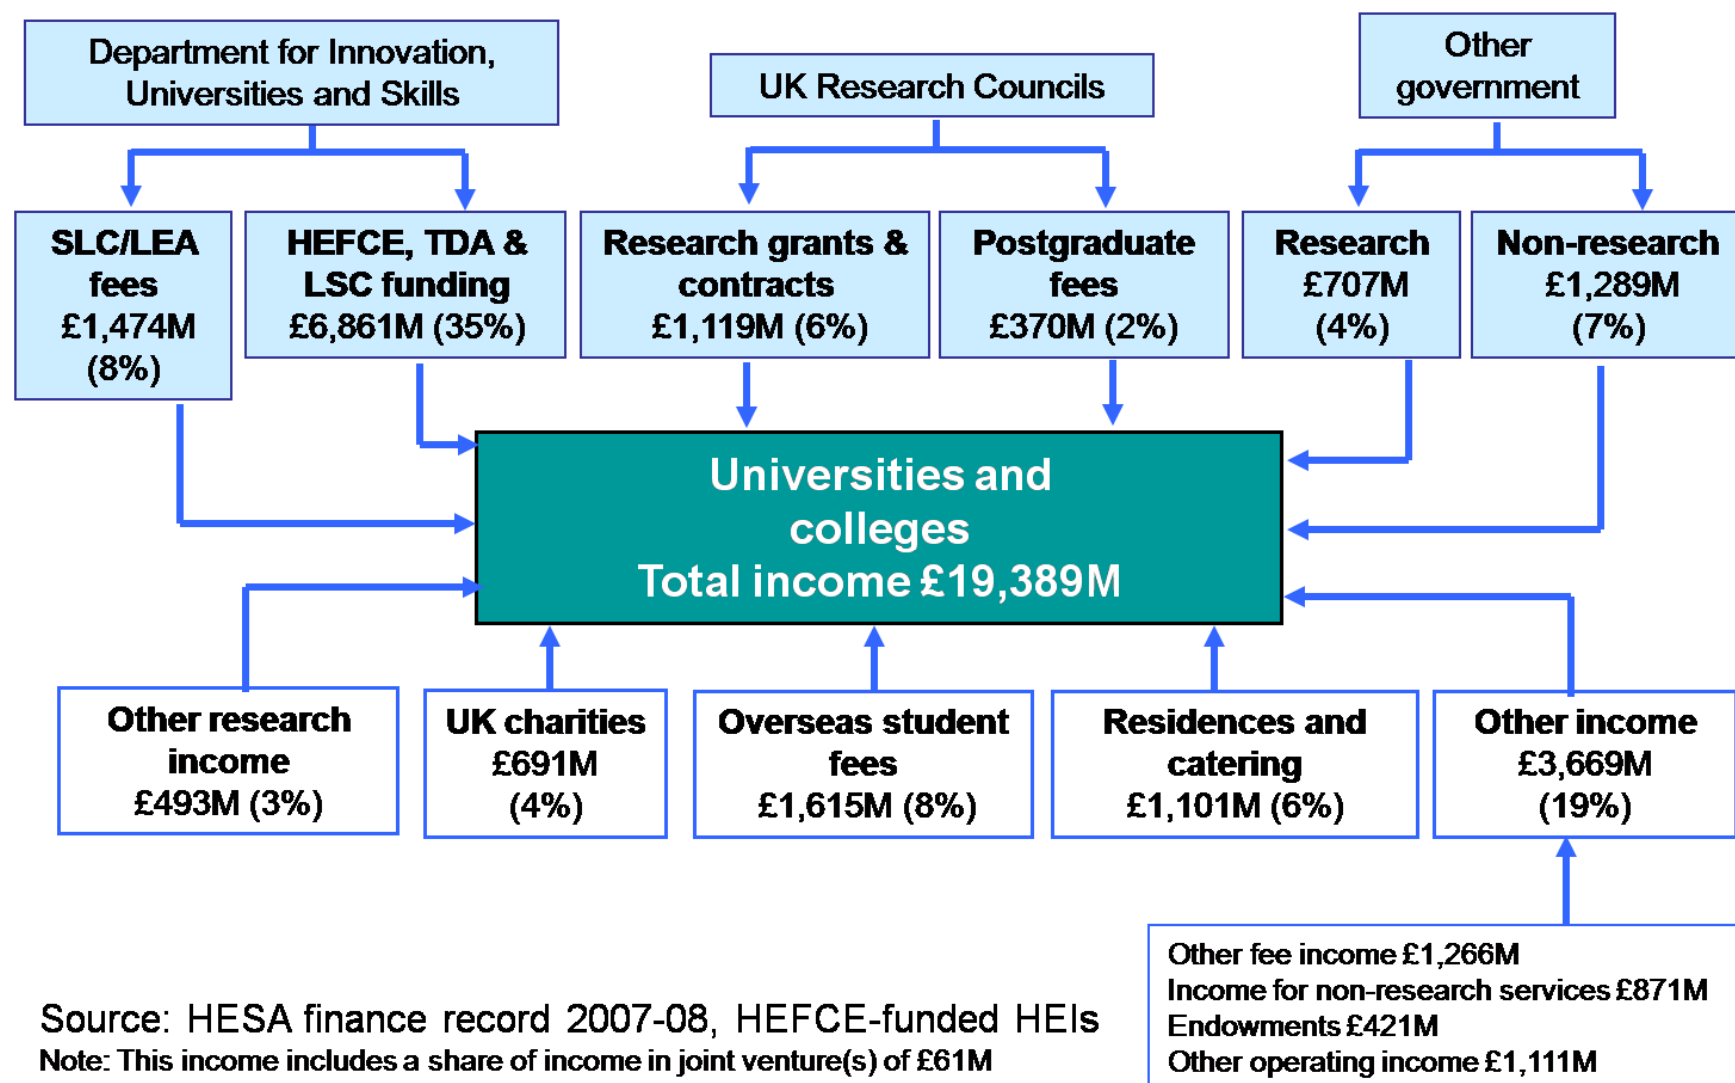 Department for Innovation,
Universities and Skills
UK Research Councils
Other
government
SLC/LEA
fees
£1,474M
(8%)
HEFCE, TDA &
LSC funding
£6,861M (35%)
Research grants &
contracts
£1,119M (6%)
Postgraduate
fees
£370M (2%)
Research
£707M
(4%)
Non-research
£1,289M
(7%)
Universities and
colleges
Total income £19,389M
Other research
income
£493M (3%)
UK charities
£691M
(4%)
Overseas student
fees
£1,615M (8%)
Residences and
catering
£1,101M (6%)
Other income
£3,669M
(19%)
Other fee income £1,266M
Income for non-research services £871M
Endowments £421M
Other operating income £1,111M
Source: HESA finance record 2007-08, HEFCE-funded HEIs
Note: This income includes a share of income in joint venture(s) of £61M